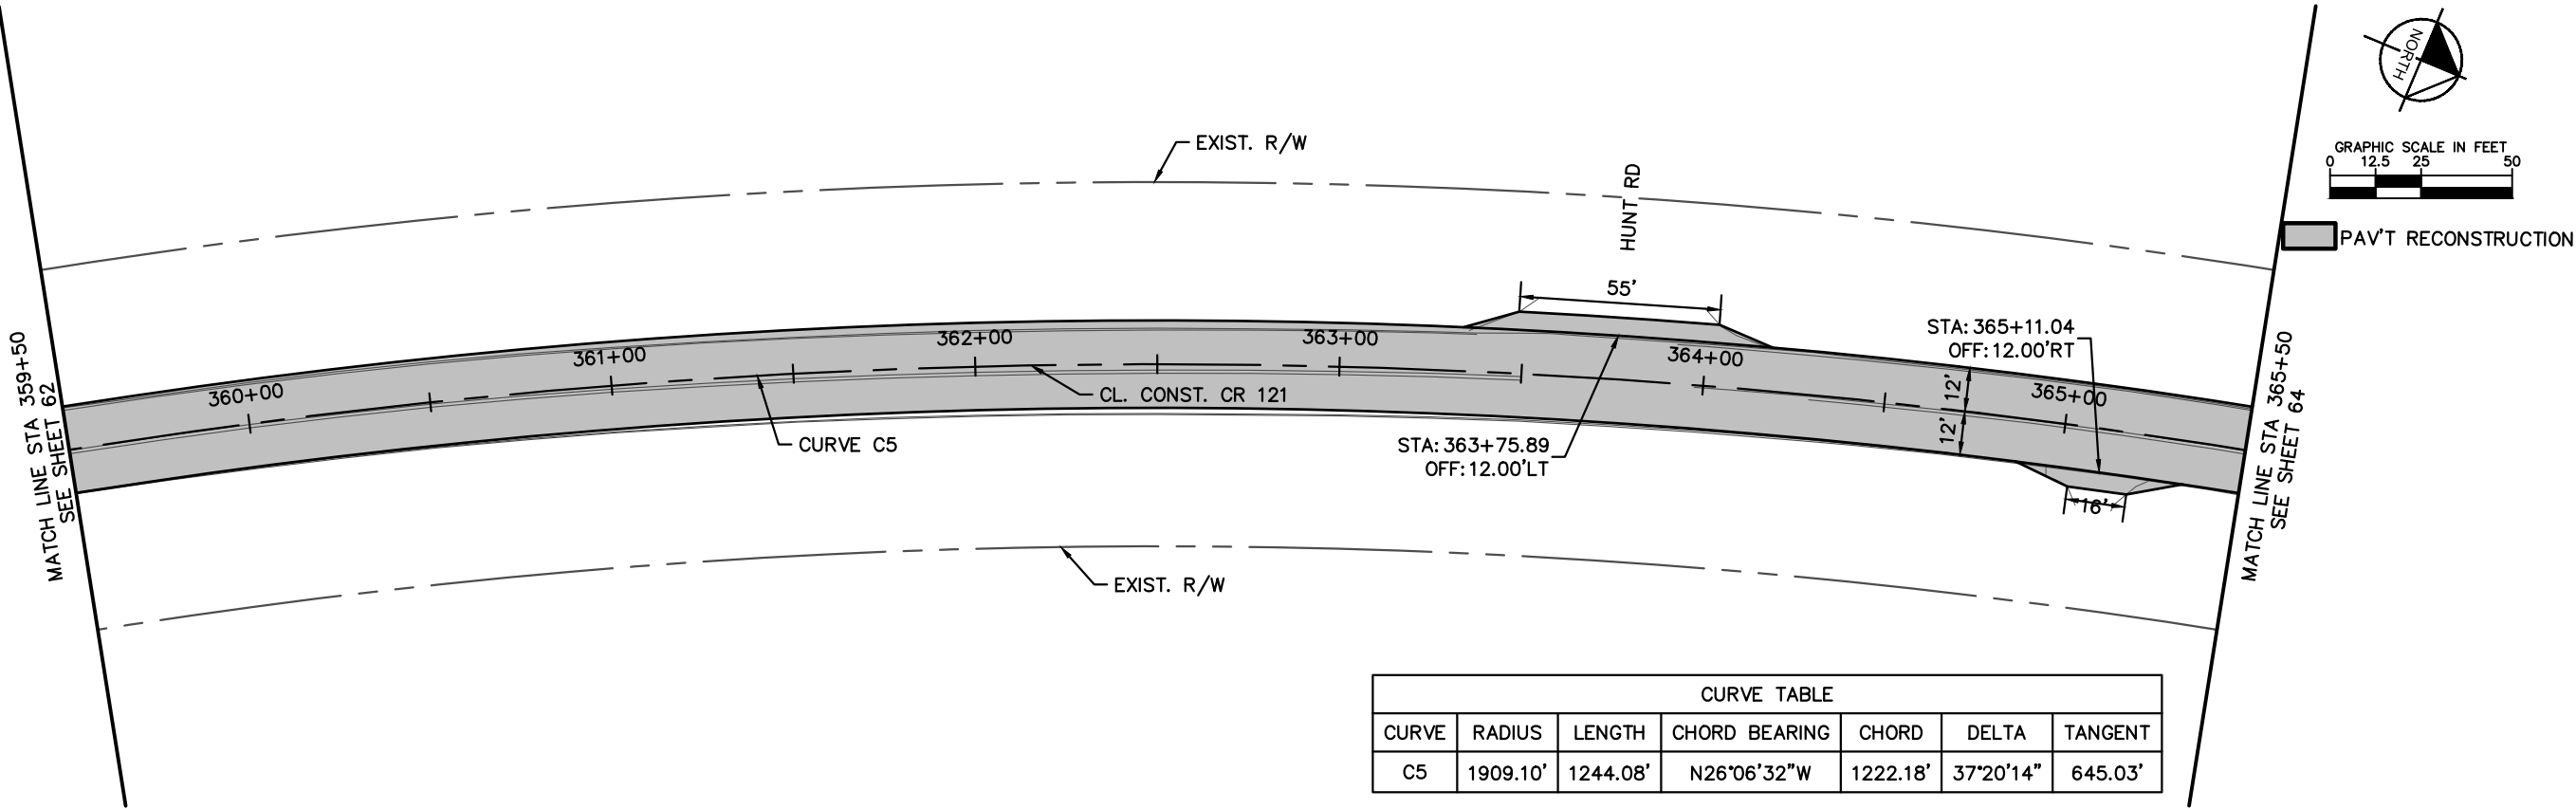 NORTH
GRAPHIC SCALE IN FEET
0 12.5 25 50
PAV'T RECONSTRUCTION
EXIST. R/W
HUNT RD
55'
MATCH LINE STA 359+50
SEE SHEET 62
360+00
361+00
362+00
363+00
364+00
365+00
STA: 365+11.04
OFF: 12.00'RT
12'
12'
CL. CONST. CR 121
CURVE C5
STA: 363+75.89
OFF: 12.00'LT
16'
MATCH LINE STA 365+50
SEE SHEET 64
EXIST. R/W
CURVE TABLE
CURVE RADIUS LENGTH CHORD BEARING CHORD DELTA TANGENT
C5 1909.10' 1244.08' N26°06'32"W 1222.18' 37°20'14" 645.03'